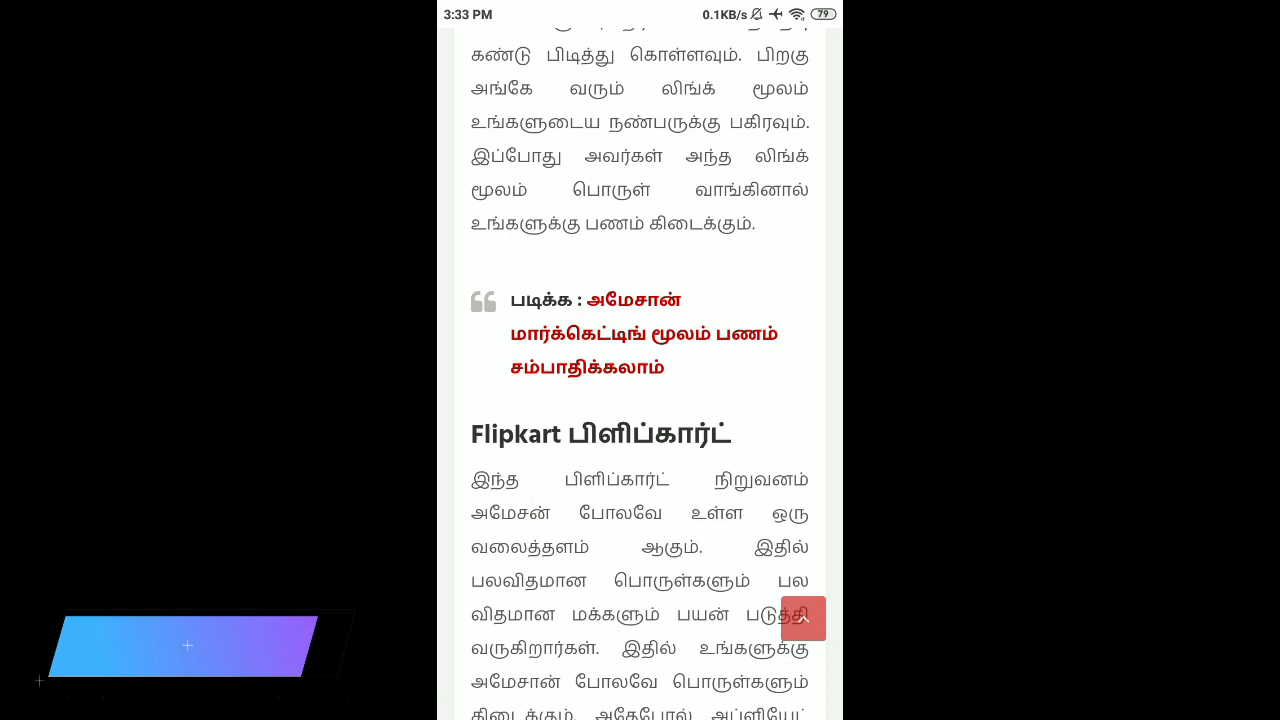 3:33 PM
0.1KB/s
79
கண்டு பிடித்து கொள்ளவும். பிறகு
அங்கே வரும் லிங்க் மூலம்
உங்களுடைய நண்பருக்கு பகிரவும்.
இப்போது அவர்கள் அந்த லிங்க்
மூலம் பொருள் வாங்கினால்
உங்களுக்கு பணம் கிடைக்கும்.
படிக்க : அமேசான்
மார்க்கெட்டிங் மூலம் பணம்
சம்பாதிக்கலாம்
Flipkart பிளிப்கார்ட்
இந்த பிளிப்கார்ட் நிறுவனம்
அமேசன் போலவே உள்ள ஒரு
வலைத்தளம் ஆகும். இதில்
பலவிதமான பொருள்களும் பல
விதமான மக்களும் பயன் படுத்தி
வருகிறார்கள். இதில் உங்களுக்கு
அமேசான் போலவே பொருள்களும்
கிடைக்கும். அதேபோல் அப்ளியேட்